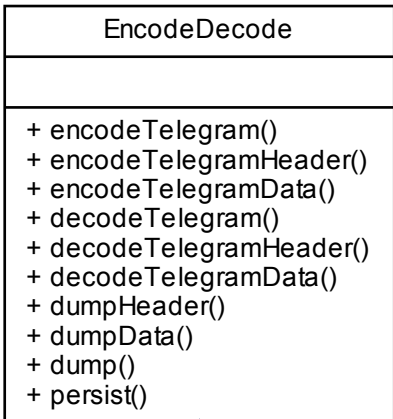 EncodeDecode
+ encodeTelegram()
+ encodeTelegramHeader()
+ encodeTelegramData()
+ decodeTelegram()
+ decodeTelegramHeader()
+ decodeTelegramData()
+ dumpHeader()
+ dumpData()
+ dump()
+ persist()